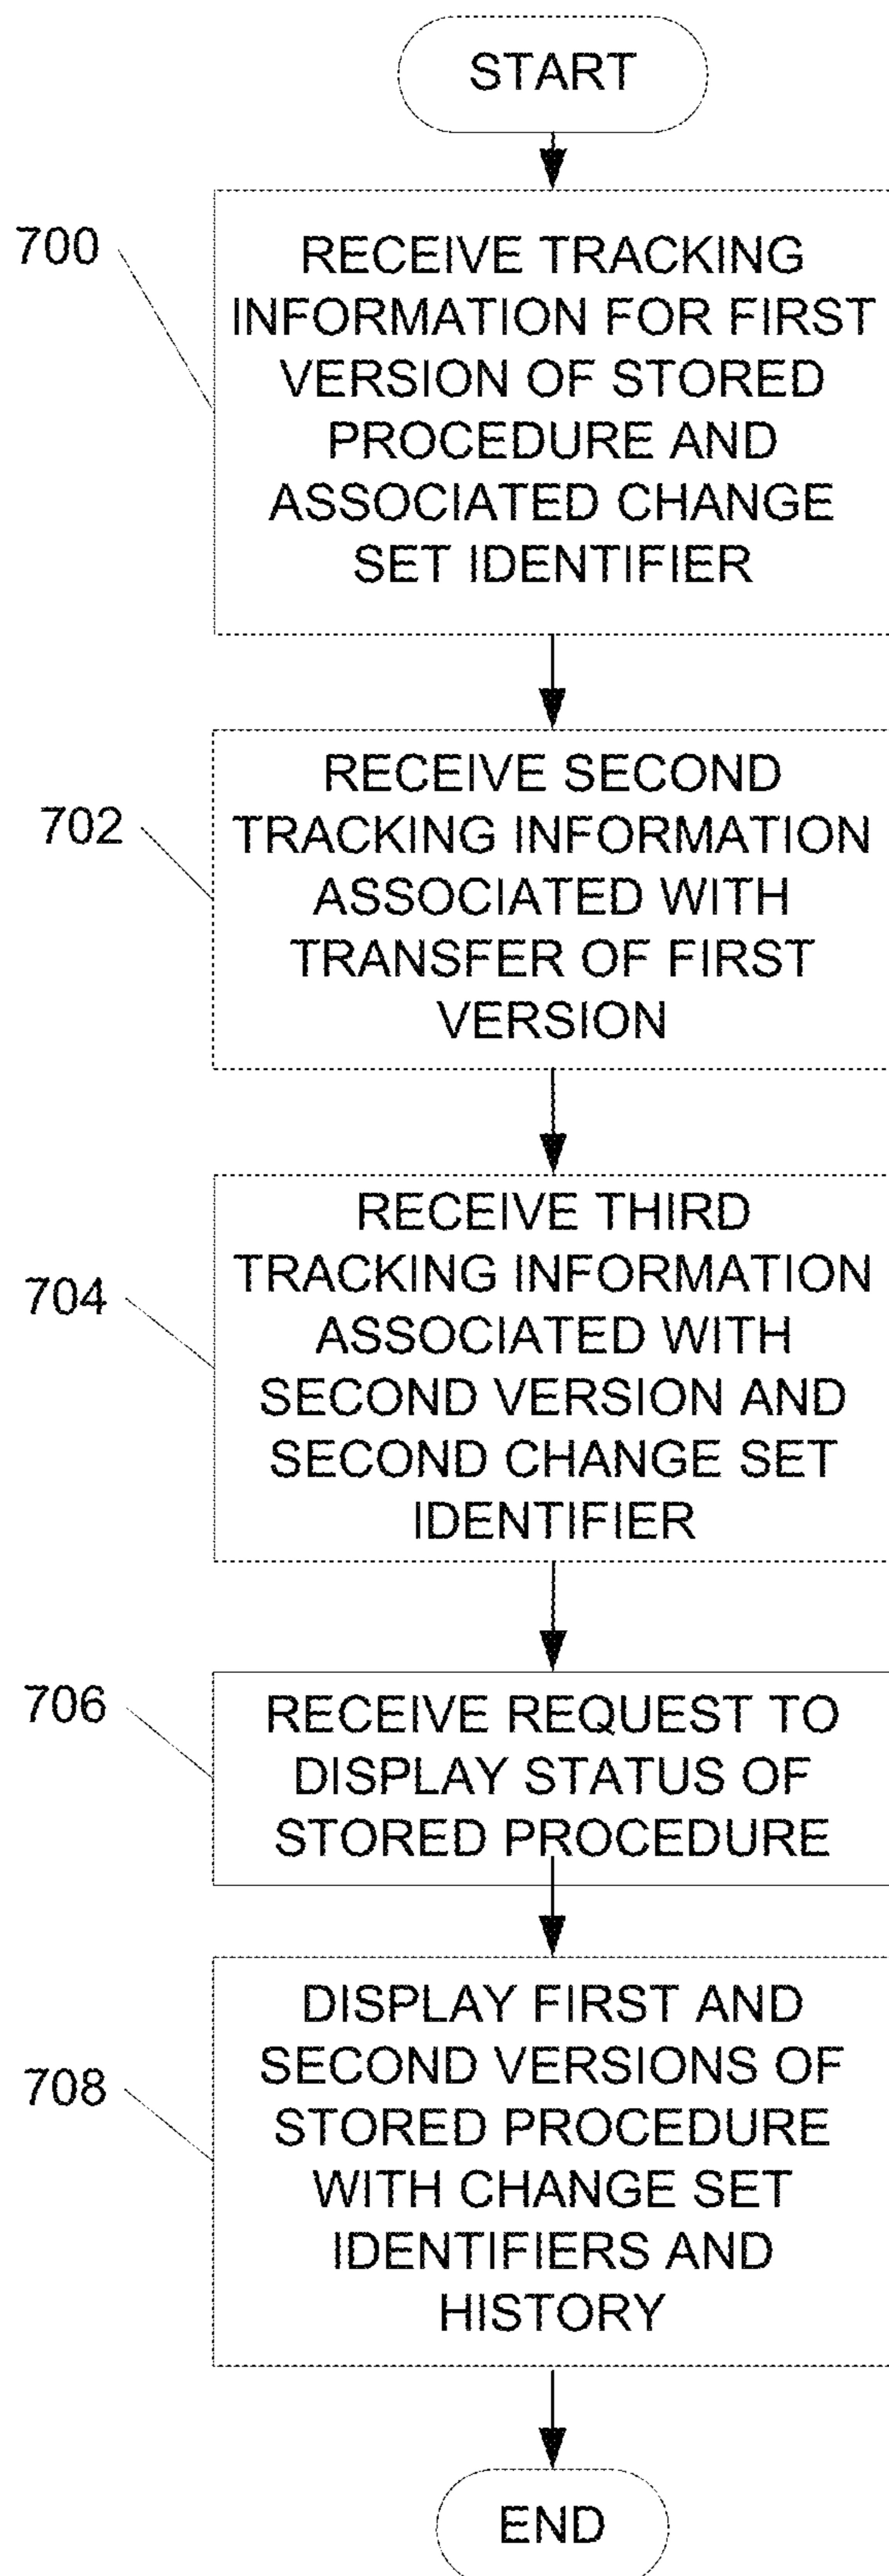 START
700
RECEIVE TRACKING
INFORMATION FOR FIRST
VERSION OF STORED
PROCEDURE AND
ASSOCIATED CHANGE
SET IDENTIFIER
702
RECEIVE SECOND
TRACKING INFORMATION
ASSOCIATED WITH
TRANSFER OF FIRST
VERSION
704
RECEIVE THIRD
TRACKING INFORMATION
ASSOCIATED WITH
SECOND VERSION AND
SECOND CHANGE SET
IDENTIFIER
706
RECEIVE REQUEST TO
DISPLAY STATUS OF
STORED PROCEDURE
708
DISPLAY FIRST AND
SECOND VERSIONS OF
STORED PROCEDURE
WITH CHANGE SET
IDENTIFIERS AND
HISTORY
END